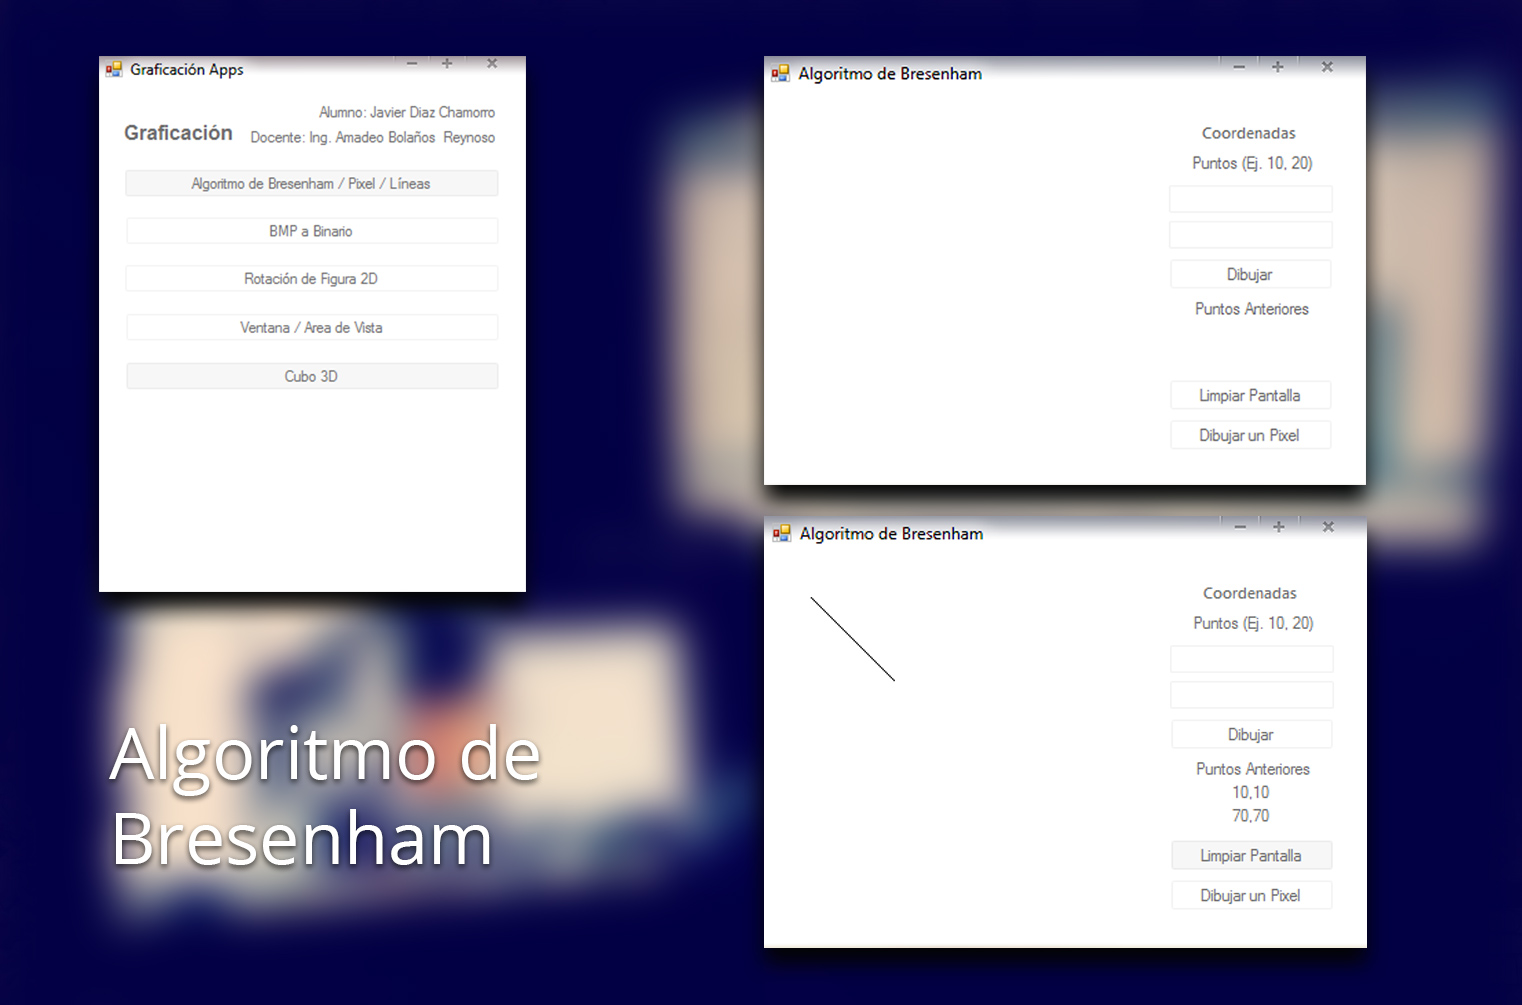 Graficación Apps
Alumno: Javier Diaz Chamorro
Graficación
Docente: Ing. Amadeo Bolaños Reynoso
Algoritmo de Bresenham / Pixel / Líneas
BMP a Binario
Rotación de Figura 2D
Ventana / Area de Vista
Cubo 3D
Algoritmo de Bresenham
Coordenadas
Puntos (Ej. 10, 20)
Dibujar
Puntos Anteriores
Limpiar Pantalla
Dibujar un Pixel
Algoritmo de Bresenham
Coordenadas
Puntos (Ej. 10, 20)
Dibujar
Puntos Anteriores
10,10
70,70
Limpiar Pantalla
Dibujar un Pixel
Algoritmo de
Bresenham